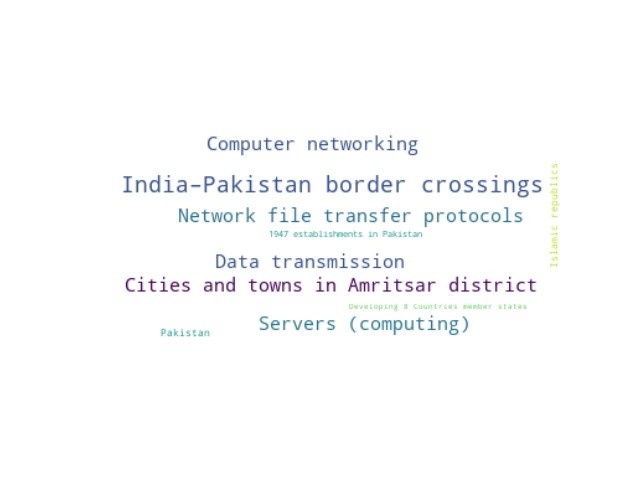 Computer networking
India–Pakistan border crossings
Islamic republics
Network file transfer protocols
1947 establishments in Pakistan
Data transmission
Cities and towns in Amritsar district
Developing 8 Countries member states
Servers (computing)
Pakistan